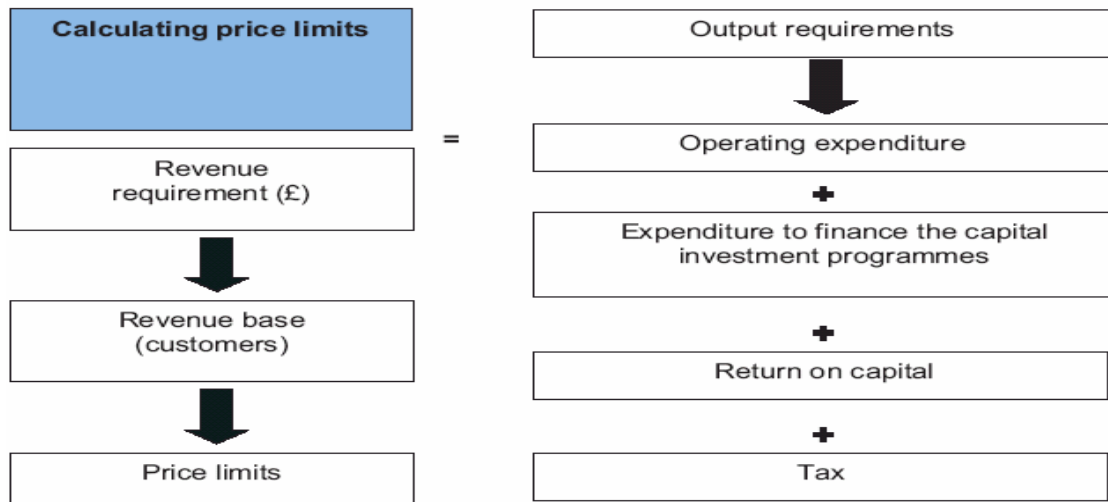 Calculating price limits
Revenue
requirement (£)
Revenue base
(customers)
Price limits
=
Output requirements
Operating expenditure
+
Expenditure to finance the capital
investment programmes
+
Return on capital
+
Tax